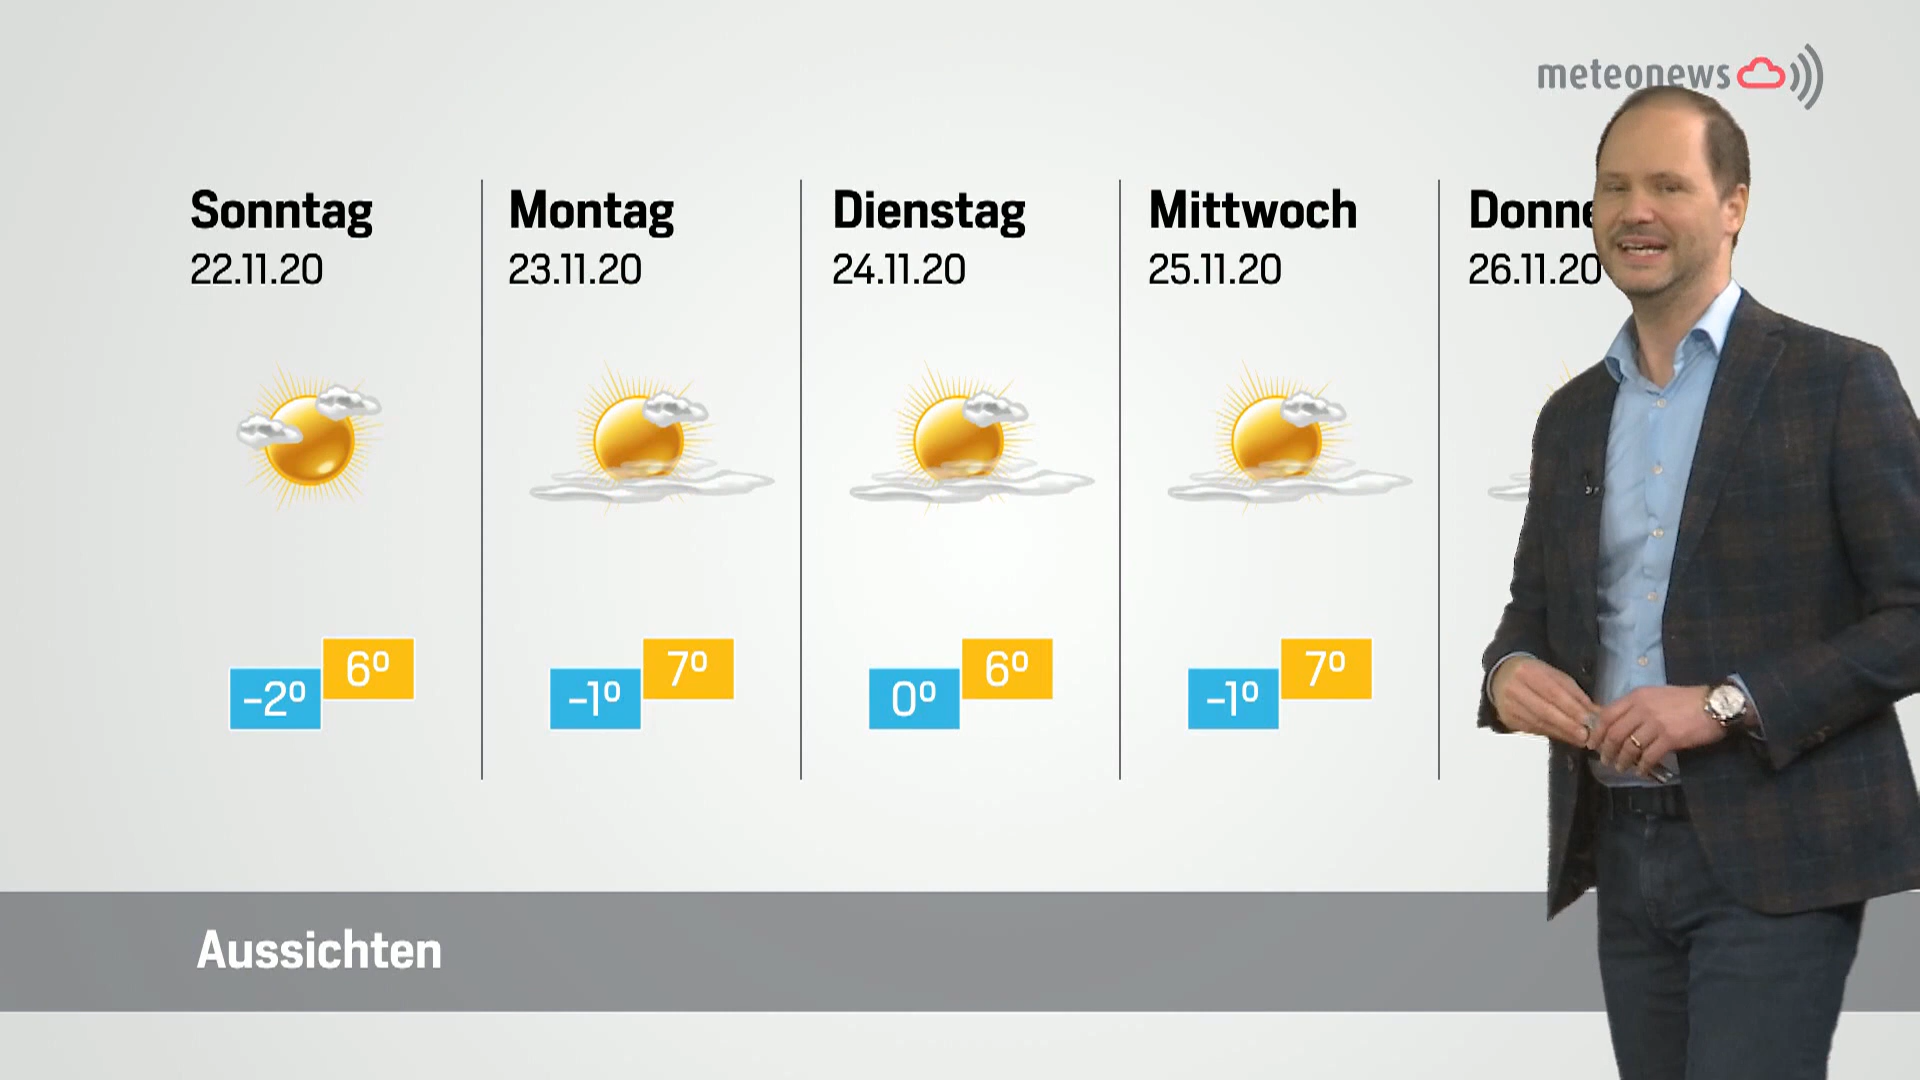 meteonews
Sonntag
22.11.20
Montag
23.11.20
Dienstag
24.11.20
Mittwoch
25.11.20
26.11.20
-2° 6°
-1° 7°
0° 6°
-1° 7°
Aussichten